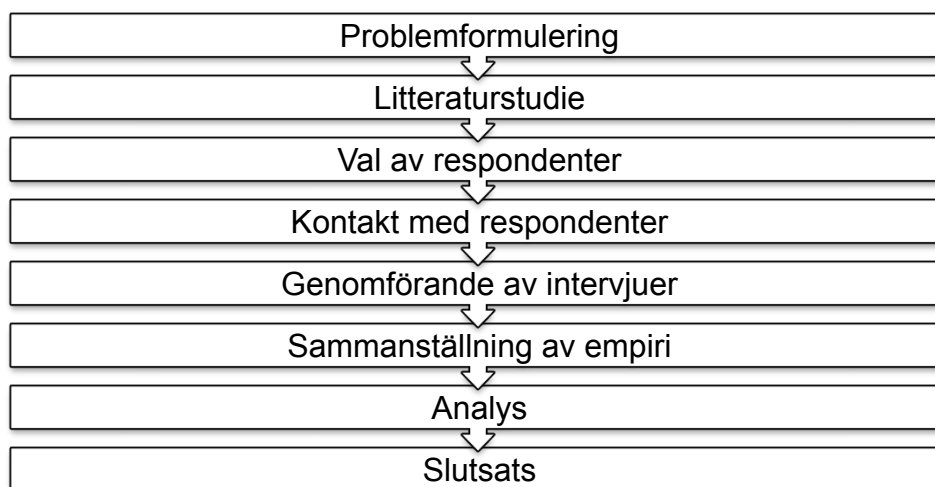 Problemformulering
Litteraturstudie
Val av respondenter
Kontakt med respondenter
Genomförande av intervjuer
Sammanställning av empiri
Analys
Slutsats